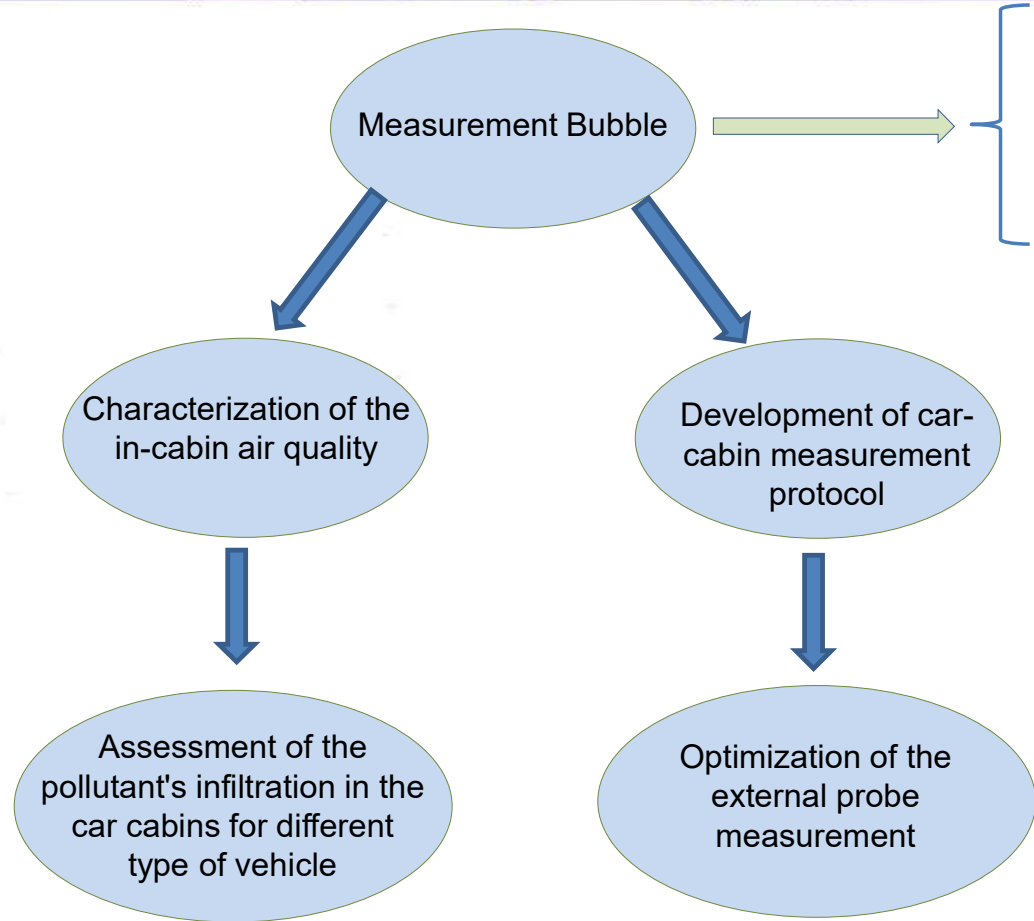 Measurement Bubble
Characterization of the
in-cabin air quality
Development of car-
cabin measurement
protocol
Assessment of the
pollutant's infiltration in the
car cabins for different
type of vehicle
Optimization of the
external probe
measurement